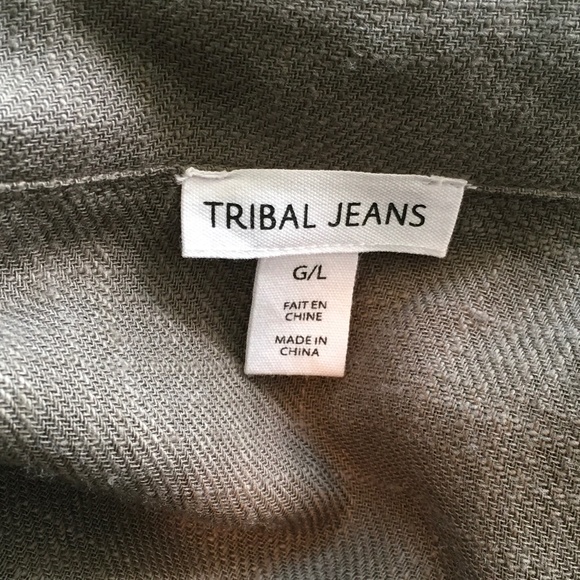 TRIBAL JEANS
G/L
FAIT EN
CHINE
MADE IN
CHINA